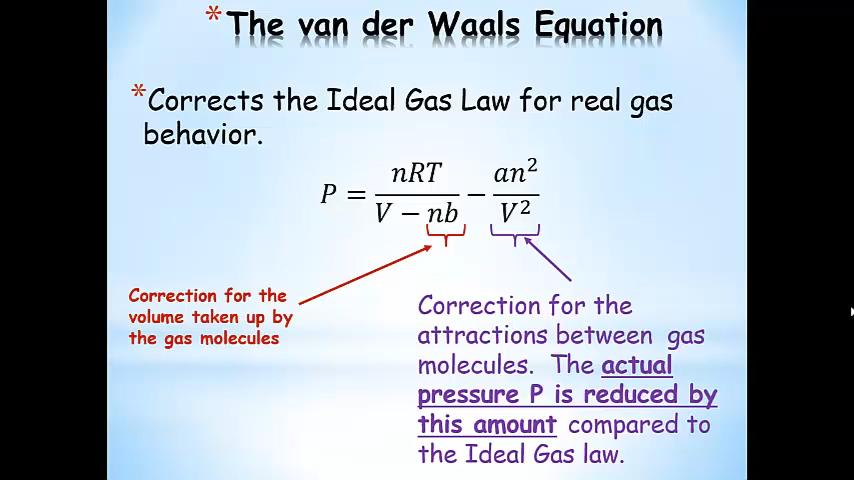 *The van der Waals Equation
*Corrects the Ideal Gas Law for real gas
behavior.
P = nRT / (V − nb) − an² / V²
Correction for the
volume taken up by
the gas molecules
Correction for the
attractions between gas
molecules. The actual
pressure P is reduced by
this amount compared to
the Ideal Gas law.